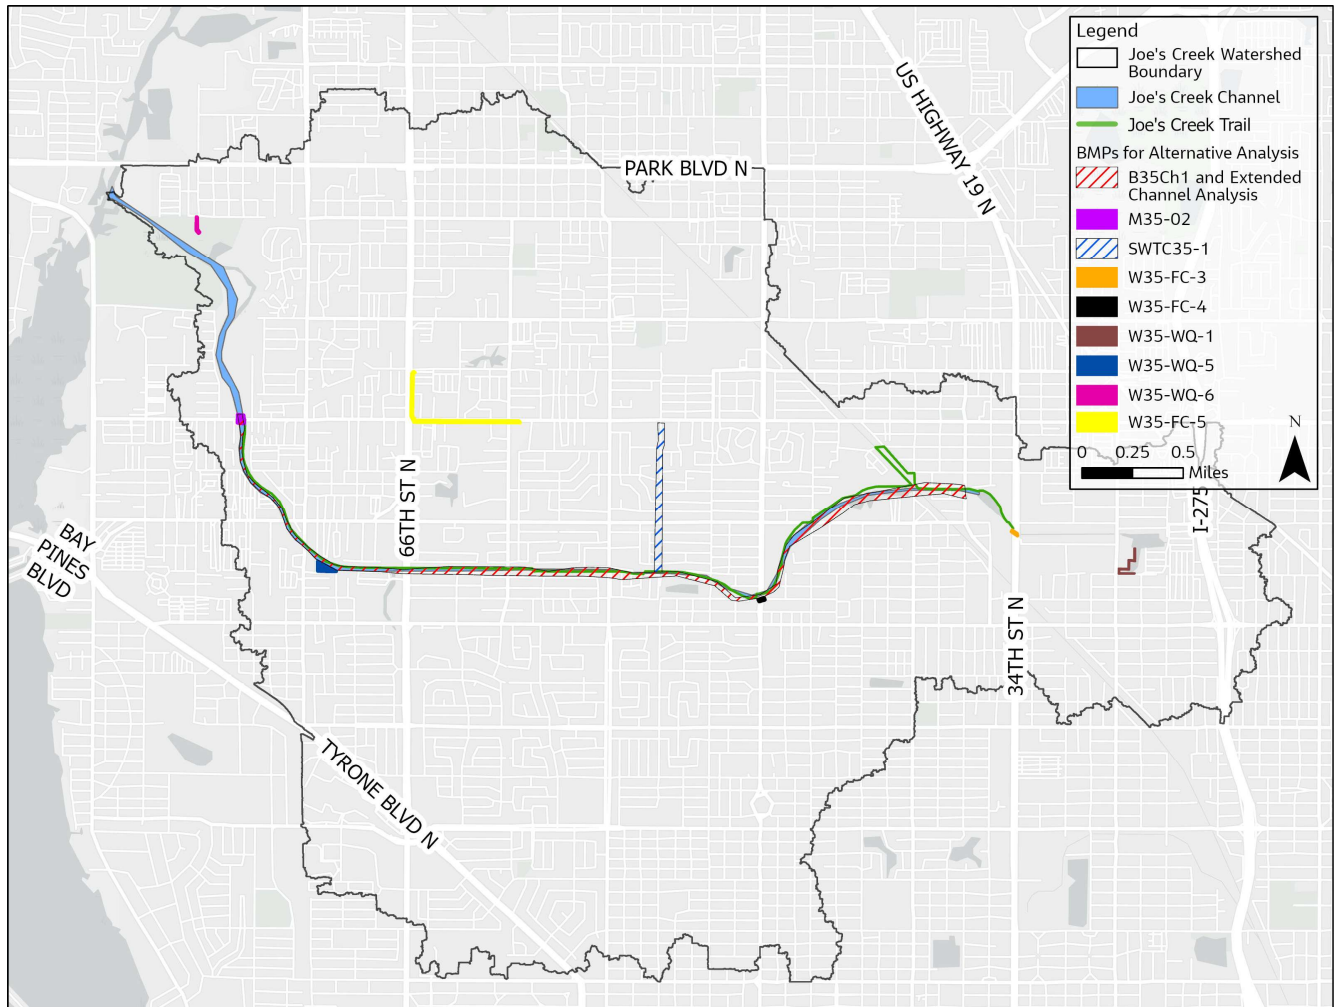 Legend
Joe's Creek Watershed
Boundary
Joe's Creek Channel
Joe's Creek Trail
BMPs for Alternative Analysis
B35Ch1 and Extended
Channel Analysis
M35-02
SWTC35-1
W35-FC-3
W35-FC-4
W35-WQ-1
W35-WQ-5
W35-WQ-6
W35-FC-5
0 0.25 0.5
Miles
N
US HIGHWAY 19 N
PARK BLVD N
66TH ST N
BAY
PINES
BLVD
I-275
34TH ST N
TYRONE BLVD N